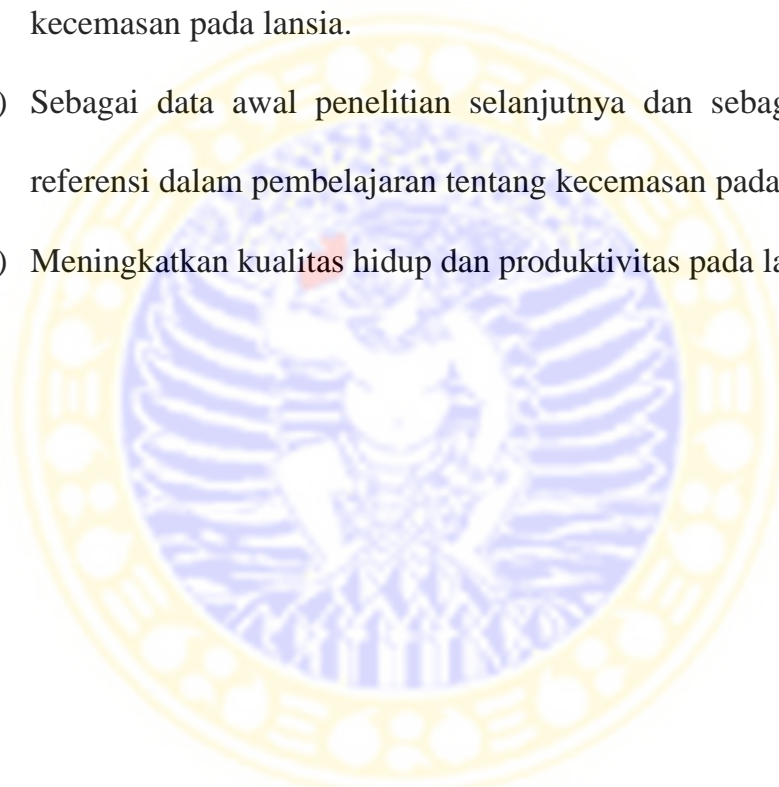 kecemasan pada lansia.
) Sebagai data awal penelitian selanjutnya dan sebag
referensi dalam pembelajaran tentang kecemasan pada
) Meningkatkan kualitas hidup dan produktivitas pada la